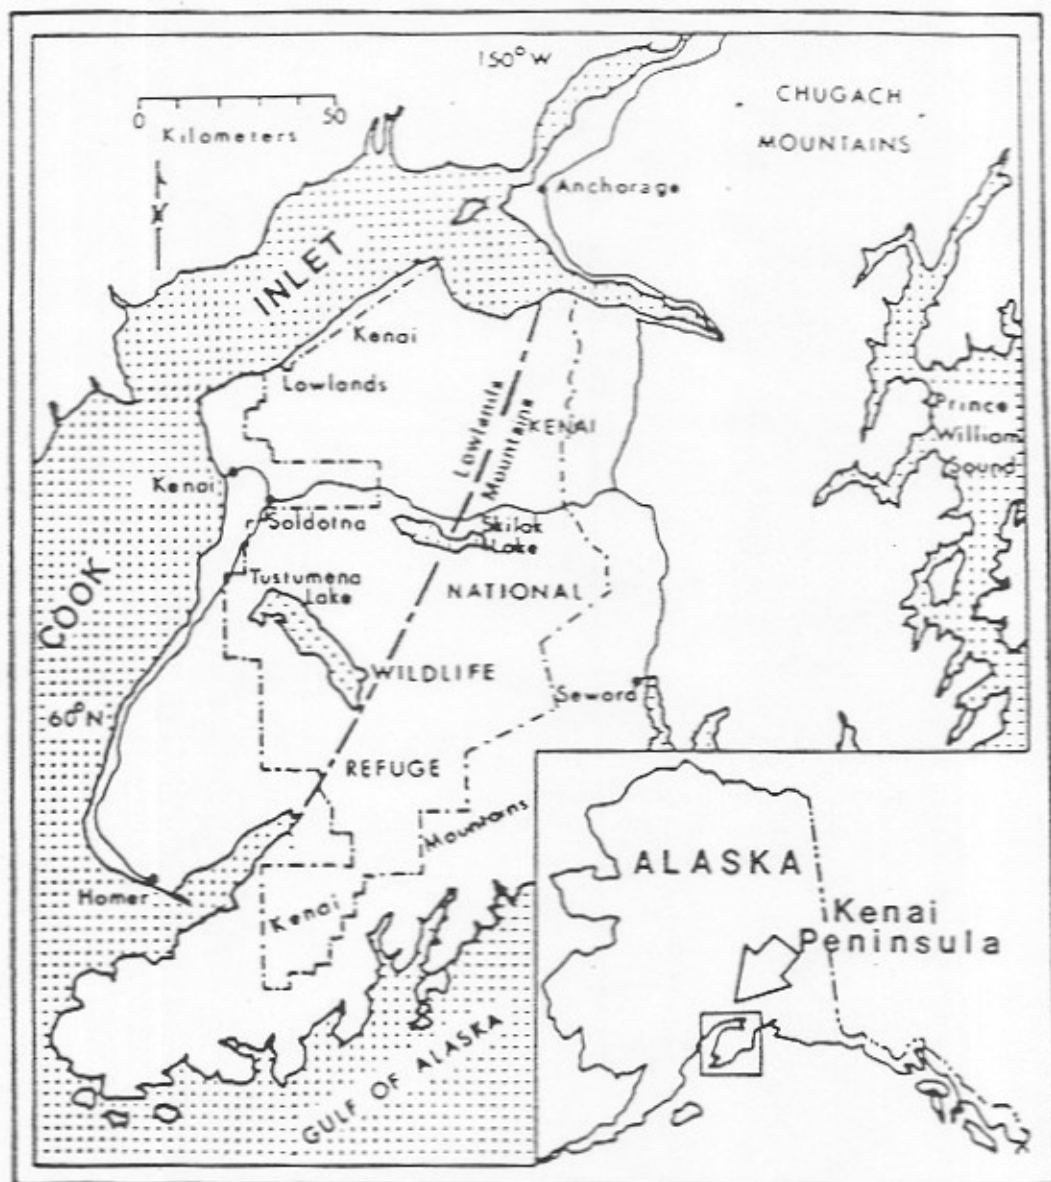 150°W
CHUGACH
MOUNTAINS
0 50
Kilometers
Anchorage
INLET
Kenai
Lowlands
Lowlands
Mountains
KENAI
Prince
William
Sound
Kenai
Soldotna
Skilak
Lake
Tustumena
Lake
NATIONAL
COOK
WILDLIFE
Seward
60°N
REFUGE
Mountains
Homer
Kenai
GULF OF ALASKA
ALASKA
Kenai
Peninsula